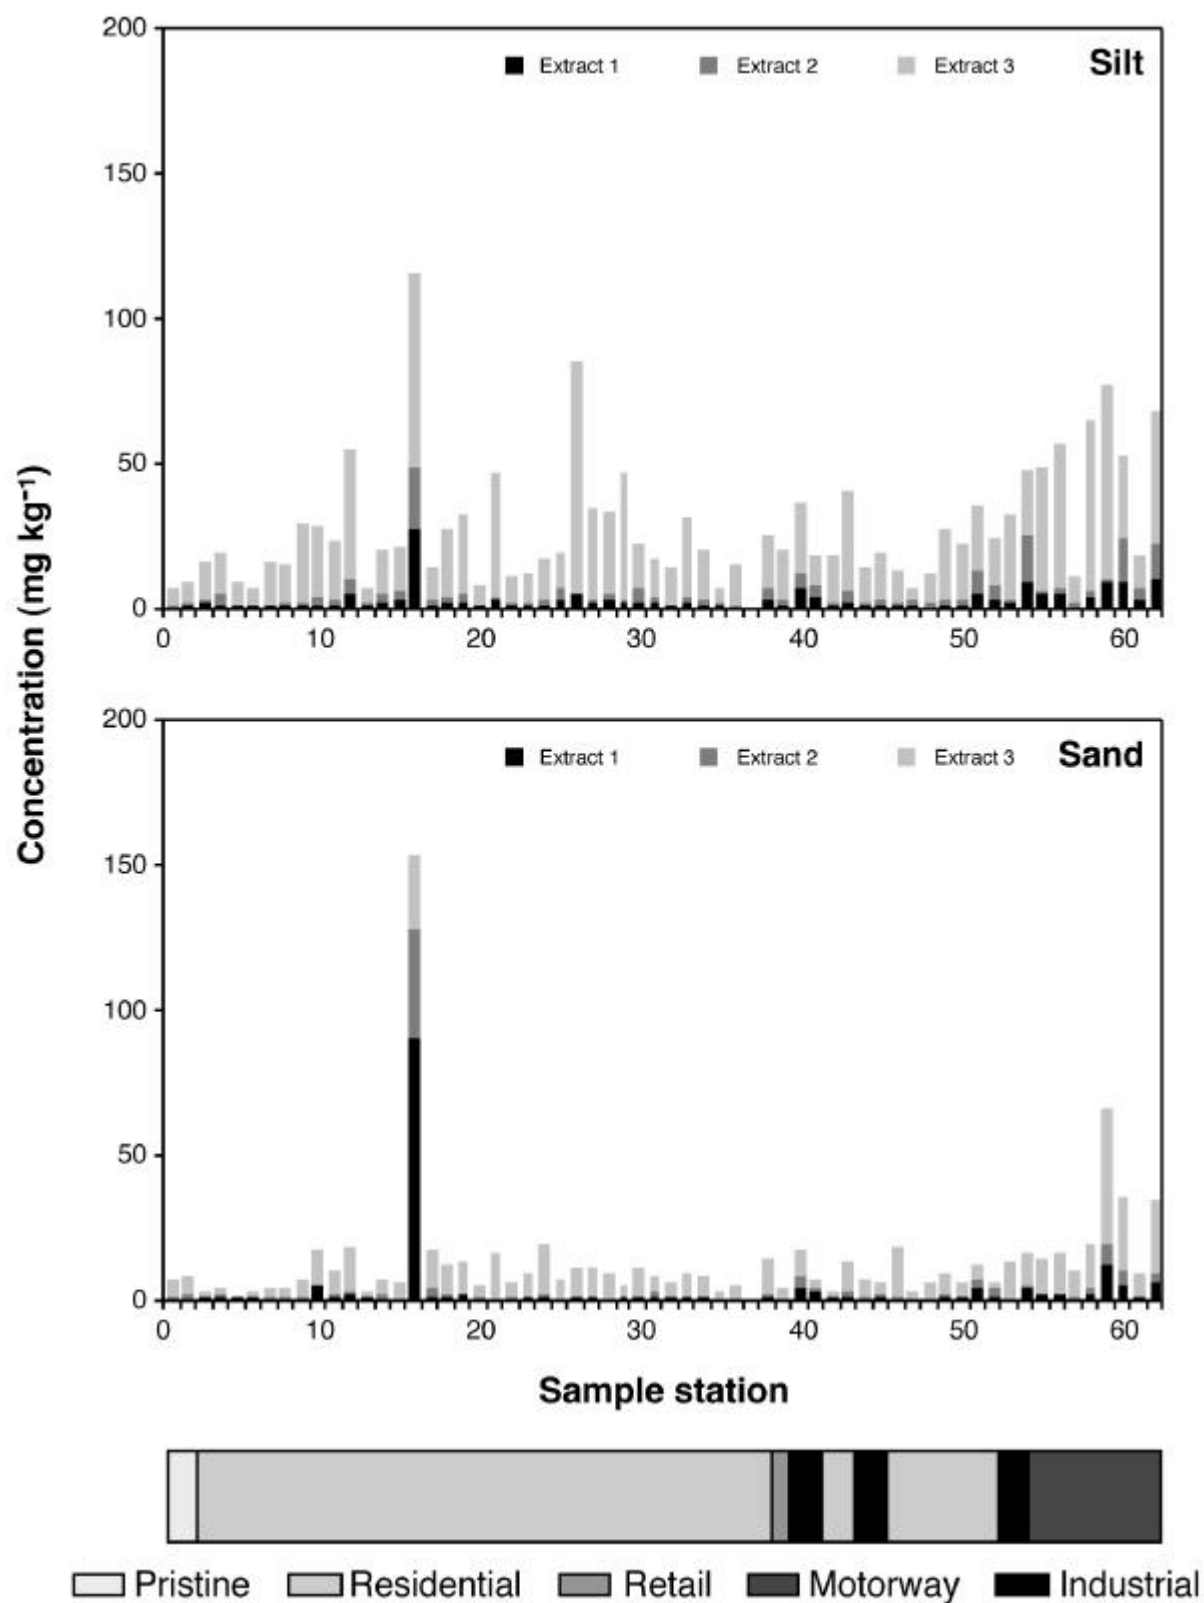 200
Extract 1 Extract 2 Extract 3 Silt
150
100
50
0
0 10 20 30 40 50 60
Concentration (mg kg⁻¹)
200
Extract 1 Extract 2 Extract 3 Sand
150
100
50
0
0 10 20 30 40 50 60
Sample station
Pristine Residential Retail Motorway Industrial